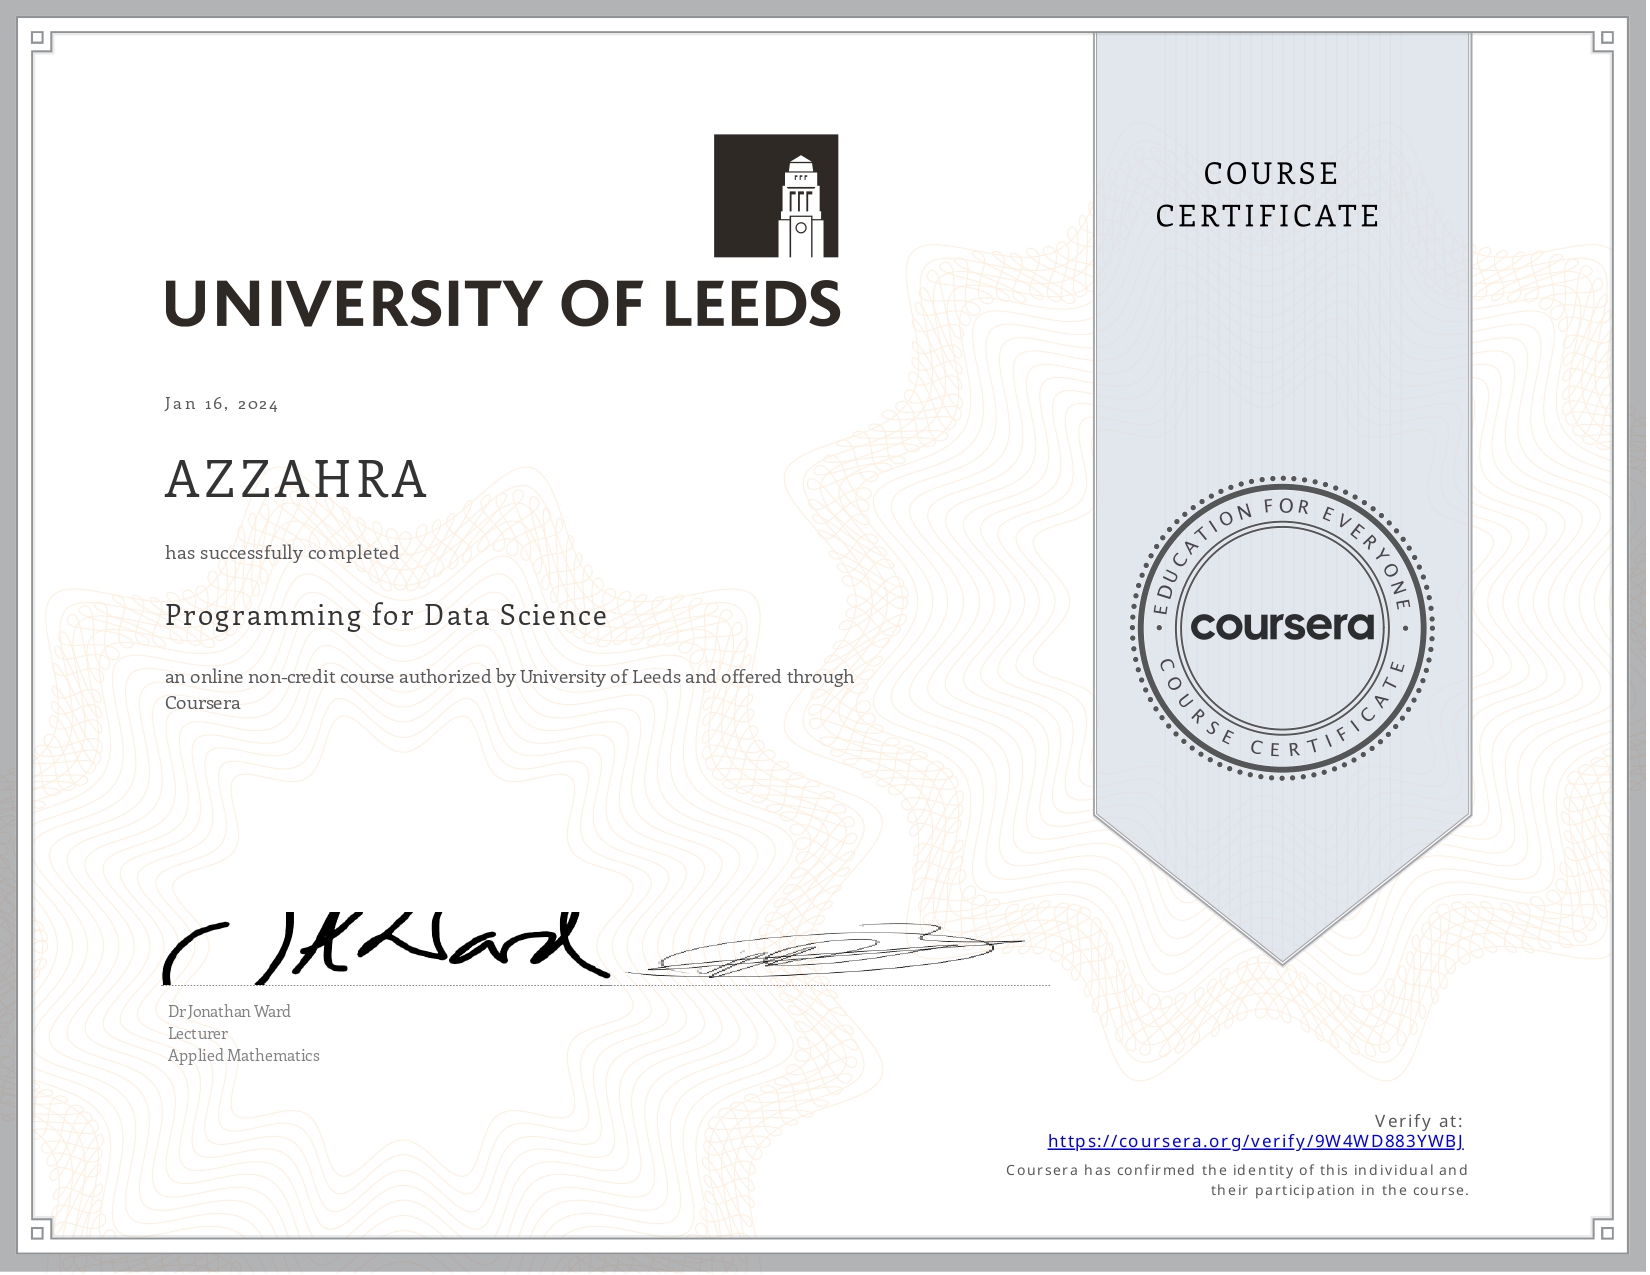 UNIVERSITY OF LEEDS
Jan 16, 2024
AZZAHRA
has successfully completed
Programming for Data Science
an online non-credit course authorized by University of Leeds and offered through
Coursera
Dr Jonathan Ward
Lecturer
Applied Mathematics
COURSE
CERTIFICATE
EDUCATION FOR EVERYONE
coursera
COURSE CERTIFICATE
Verify at:
https://coursera.org/verify/9W4WD883YWBJ
Coursera has confirmed the identity of this individual and
their participation in the course.